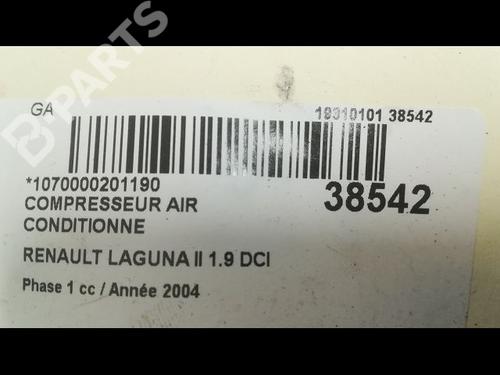 B PARTS
GA 19310101 38542
*1070000201190
38542
COMPRESSEUR AIR
CONDITIONNE
RENAULT LAGUNA II 1.9 DCI
Phase 1 cc / Année 2004